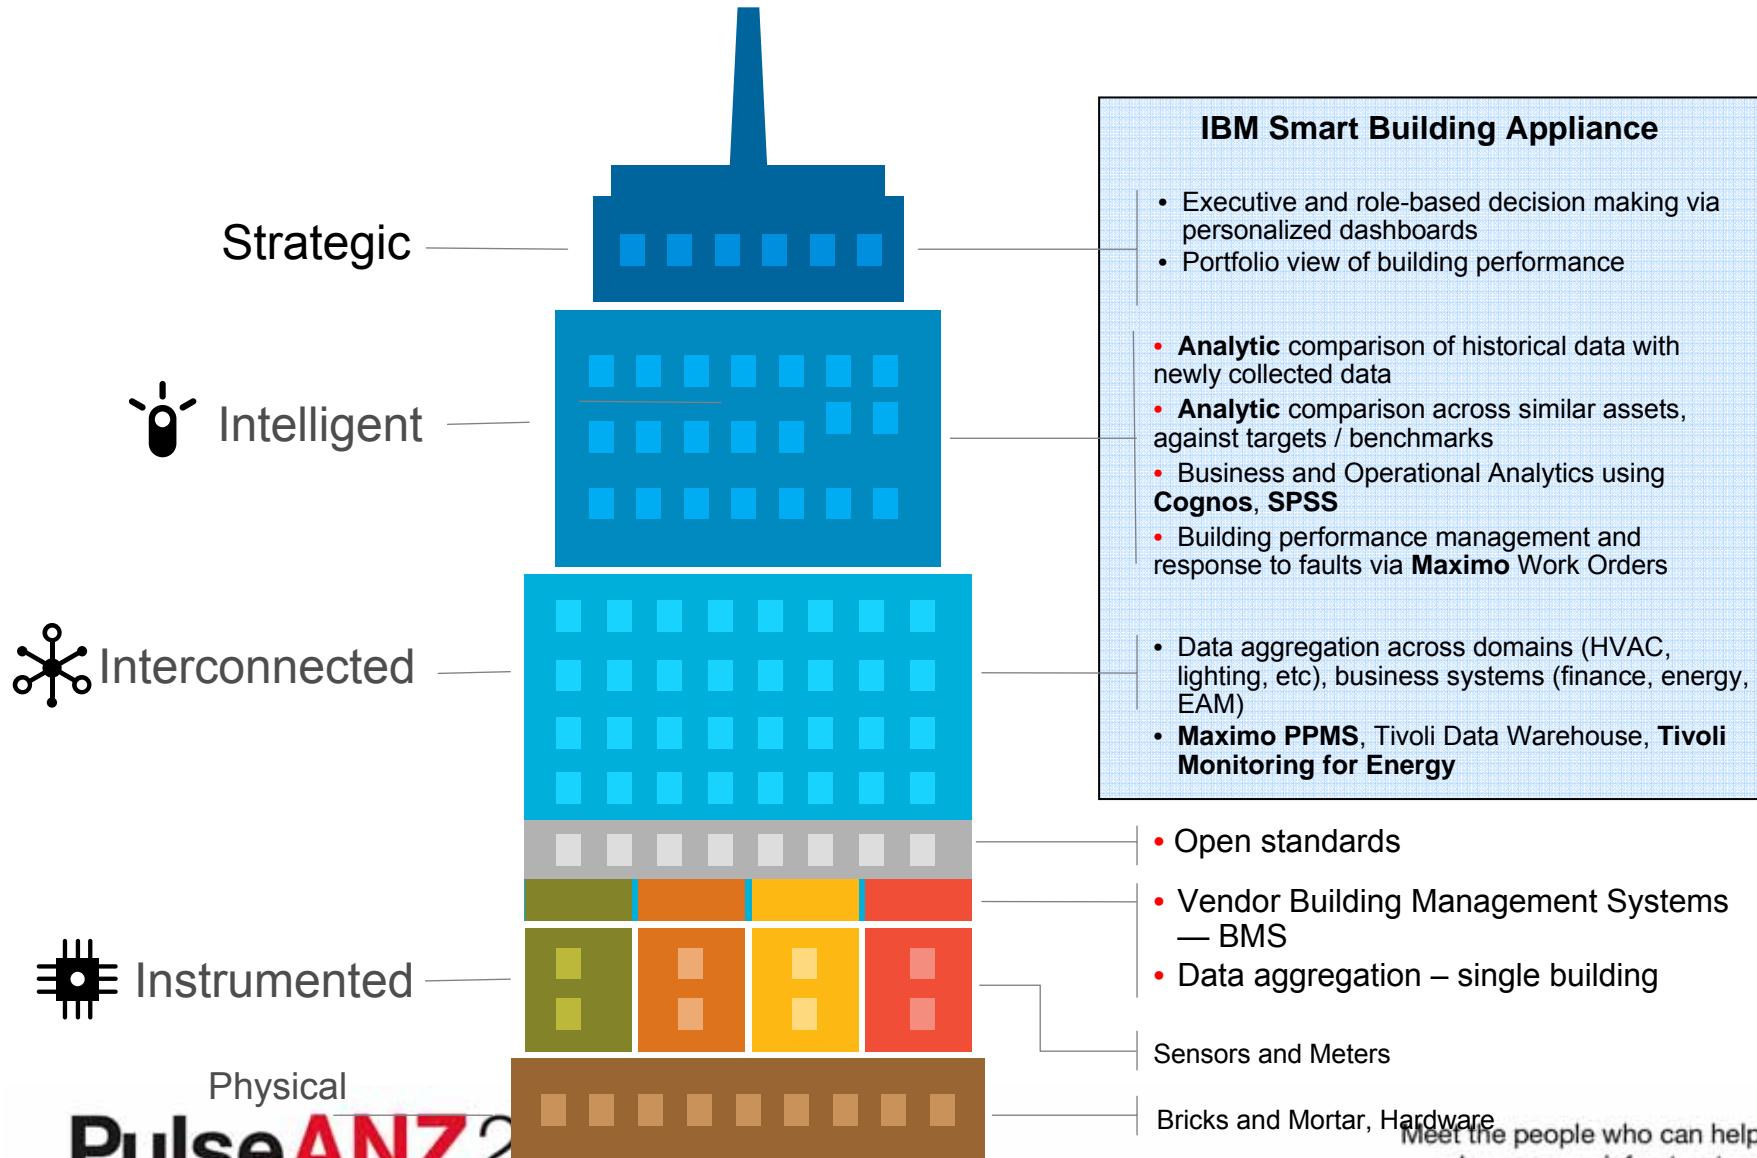 IBM Smart Building Appliance
Strategic
• Executive and role-based decision making via
personalized dashboards
• Portfolio view of building performance
Intelligent
• Analytic comparison of historical data with
newly collected data
• Analytic comparison across similar assets,
against targets / benchmarks
• Business and Operational Analytics using
Cognos, SPSS
• Building performance management and
response to faults via Maximo Work Orders
Interconnected
• Data aggregation across domains (HVAC,
lighting, etc), business systems (finance, energy,
EAM)
• Maximo PPMS, Tivoli Data Warehouse, Tivoli
Monitoring for Energy
• Open standards
• Vendor Building Management Systems
— BMS
• Data aggregation – single building
Instrumented
Sensors and Meters
Physical
Bricks and Mortar, Hardware
PulseANZ2
Meet the people who can help